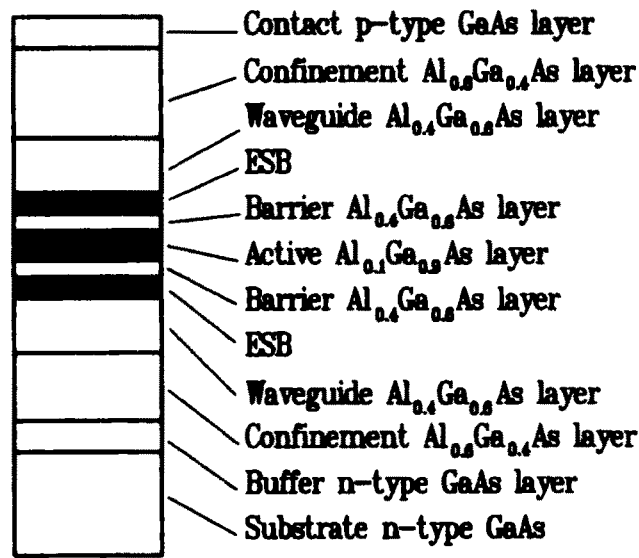 Contact p-type GaAs layer
Confinement Al0.6Ga0.4As layer
Waveguide Al0.4Ga0.6As layer
ESB
Barrier Al0.4Ga0.6As layer
Active Al0.1Ga0.9As layer
Barrier Al0.4Ga0.6As layer
ESB
Waveguide Al0.4Ga0.6As layer
Confinement Al0.6Ga0.4As layer
Buffer n-type GaAs layer
Substrate n-type GaAs